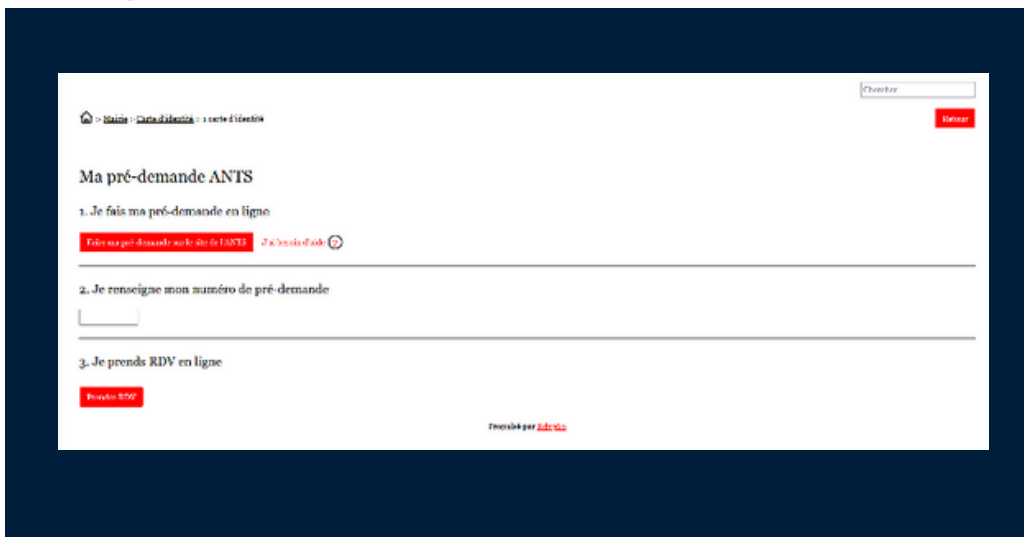 Chercher
> Mairie > Carte d'identité > 1 carte d'identité
Retour
Ma pré-demande ANTS
1. Je fais ma pré-demande en ligne
Faire ma pré-demande sur le site de l'ANTS J'ai besoin d'aide ?
2. Je renseigne mon numéro de pré-demande
3. Je prends RDV en ligne
Prendre RDV
par